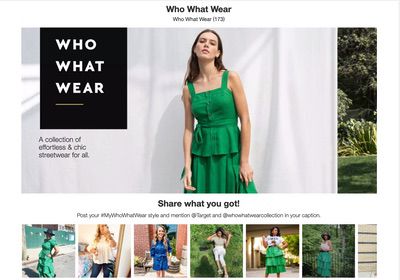 Who What Wear
Who What Wear (173)
WHO
WHAT
WEAR
A collection of
effortless & chic
streetwear for all.
Share what you got!
Post your #MyWhoWhatWear style and mention @Target and @whowhatwearcollection in your caption.